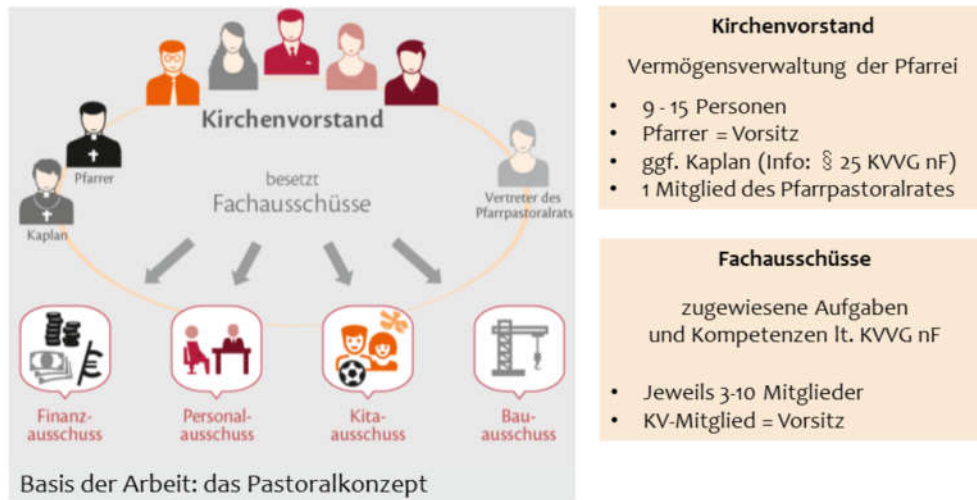 Kirchenvorstand
Pfarrer
Kaplan
besetzt
Fachausschüsse
Vertreter des
Pfarrpastoralrats
Finanz-
ausschuss
Personal-
ausschuss
Kita-
ausschuss
Bau-
ausschuss
Basis der Arbeit: das Pastoralkonzept
Kirchenvorstand
Vermögensverwaltung der Pfarrei
• 9 - 15 Personen
• Pfarrer = Vorsitz
• ggf. Kaplan (Info: § 25 KVVG nF)
• 1 Mitglied des Pfarrpastoralrates
Fachausschüsse
zugewiesene Aufgaben
und Kompetenzen lt. KVVG nF
• Jeweils 3-10 Mitglieder
• KV-Mitglied = Vorsitz